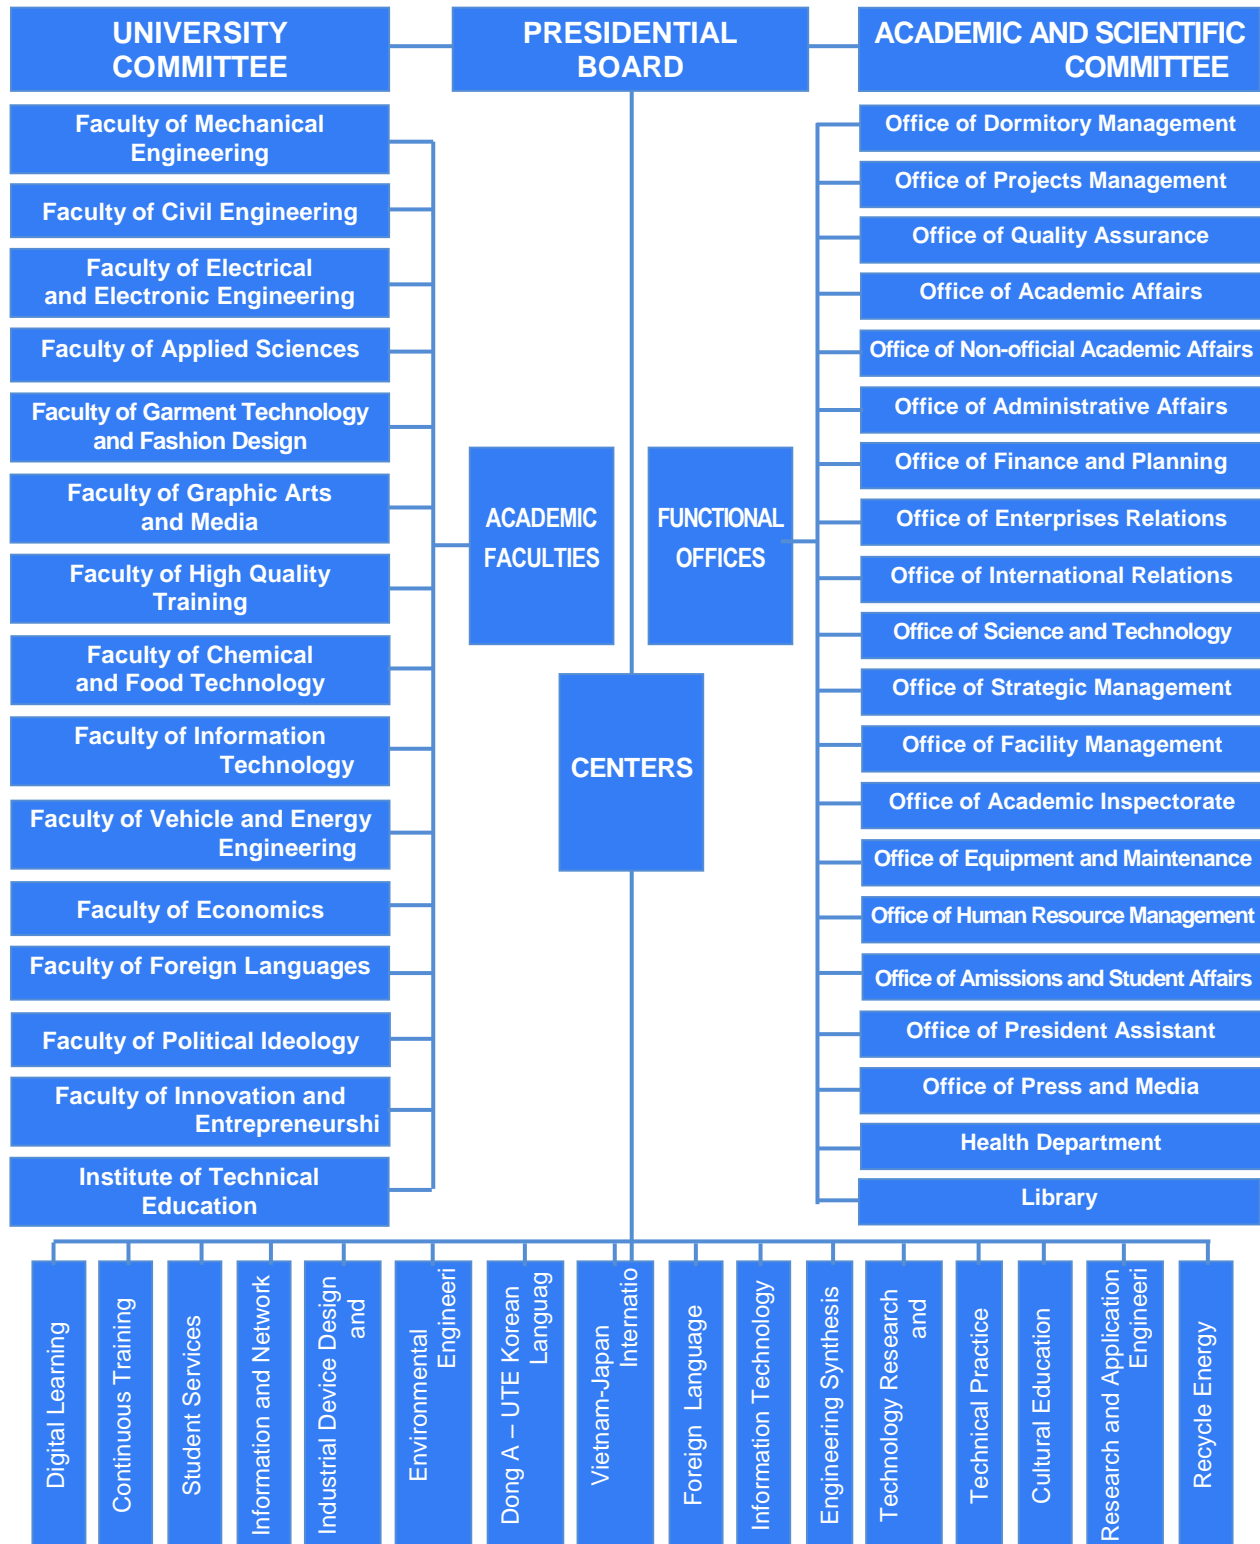 UNIVERSITY
COMMITTEE
PRESIDENTIAL
BOARD
ACADEMIC AND SCIENTIFIC
COMMITTEE
Faculty of Mechanical
Engineering
Faculty of Civil Engineering
Faculty of Electrical
and Electronic Engineering
Faculty of Applied Sciences
Faculty of Garment Technology
and Fashion Design
Faculty of Graphic Arts
and Media
Faculty of High Quality
Training
Faculty of Chemical
and Food Technology
Faculty of Information
Technology
Faculty of Vehicle and Energy
Engineering
Faculty of Economics
Faculty of Foreign Languages
Faculty of Political Ideology
Faculty of Innovation and
Entrepreneurshi
Institute of Technical
Education
ACADEMIC
FACULTIES
FUNCTIONAL
OFFICES
CENTERS
Office of Dormitory Management
Office of Projects Management
Office of Quality Assurance
Office of Academic Affairs
Office of Non-official Academic Affairs
Office of Administrative Affairs
Office of Finance and Planning
Office of Enterprises Relations
Office of International Relations
Office of Science and Technology
Office of Strategic Management
Office of Facility Management
Office of Academic Inspectorate
Office of Equipment and Maintenance
Office of Human Resource Management
Office of Amissions and Student Affairs
Office of President Assistant
Office of Press and Media
Health Department
Library
Digital Learning
Continuous Training
Student Services
Information and Network
Industrial Device Design
and
Environmental
Engineeri
Dong A – UTE Korean
Languag
Vietnam-Japan
Internatio
Foreign Language
Information Technology
Engineering Synthesis
Technology Research
and
Technical Practice
Cultural Education
Research and Application
Engineeri
Recycle Energy